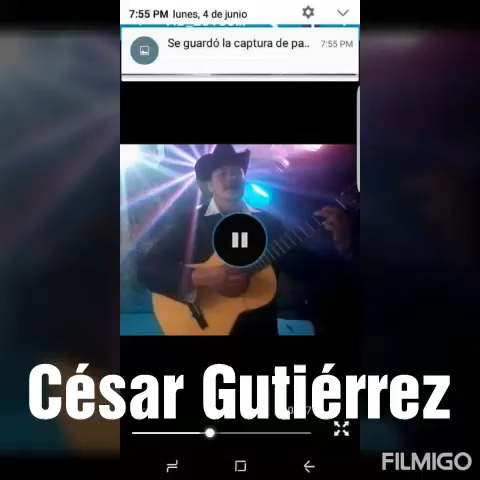 7:55 PM lunes, 4 de junio
Se guardó la captura de pa.. 7:55 PM
César Gutiérrez
FILMIGO